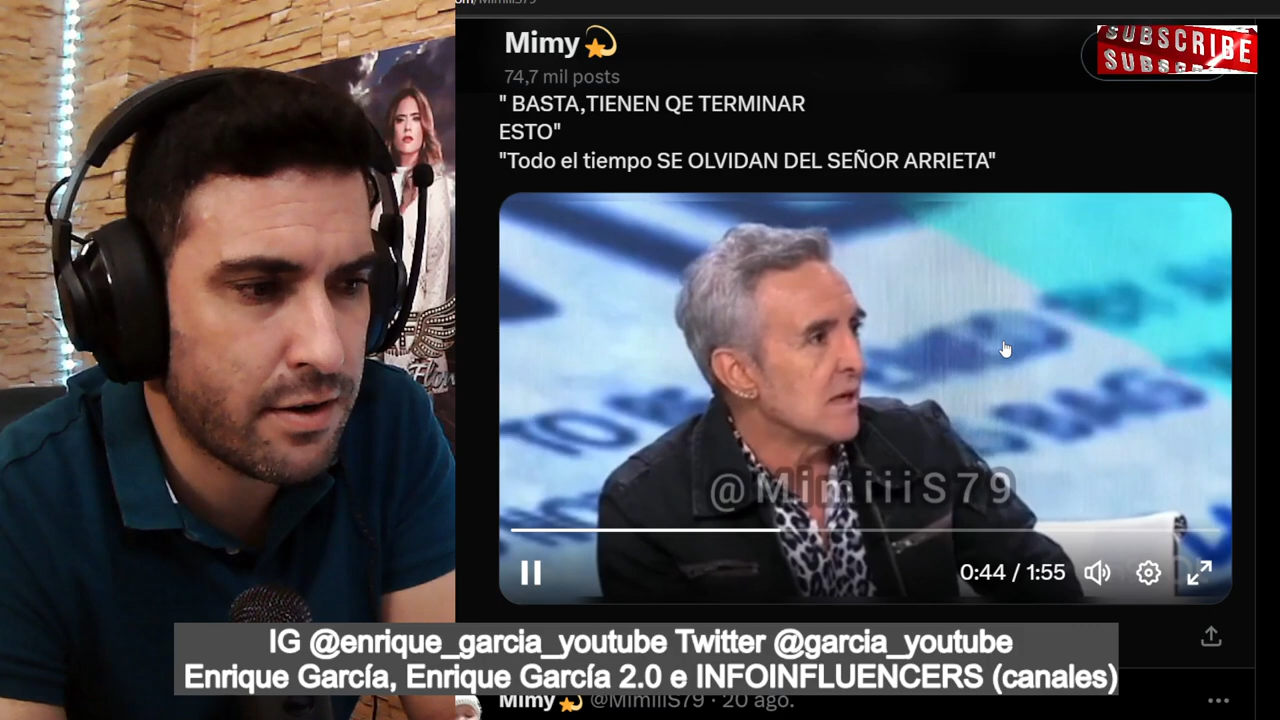 Mimy
74,7 mil posts
SUBSCRIBE
" BASTA,TIENEN QE TERMINAR
ESTO"
"Todo el tiempo SE OLVIDAN DEL SEÑOR ARRIETA"
@MimiiiS79
0:44 / 1:55
IG @enrique_garcia_youtube Twitter @garcia_youtube
Enrique García, Enrique García 2.0 e INFOINFLUENCERS (canales)
Mimy @MimiiiS79 · 20 ago.